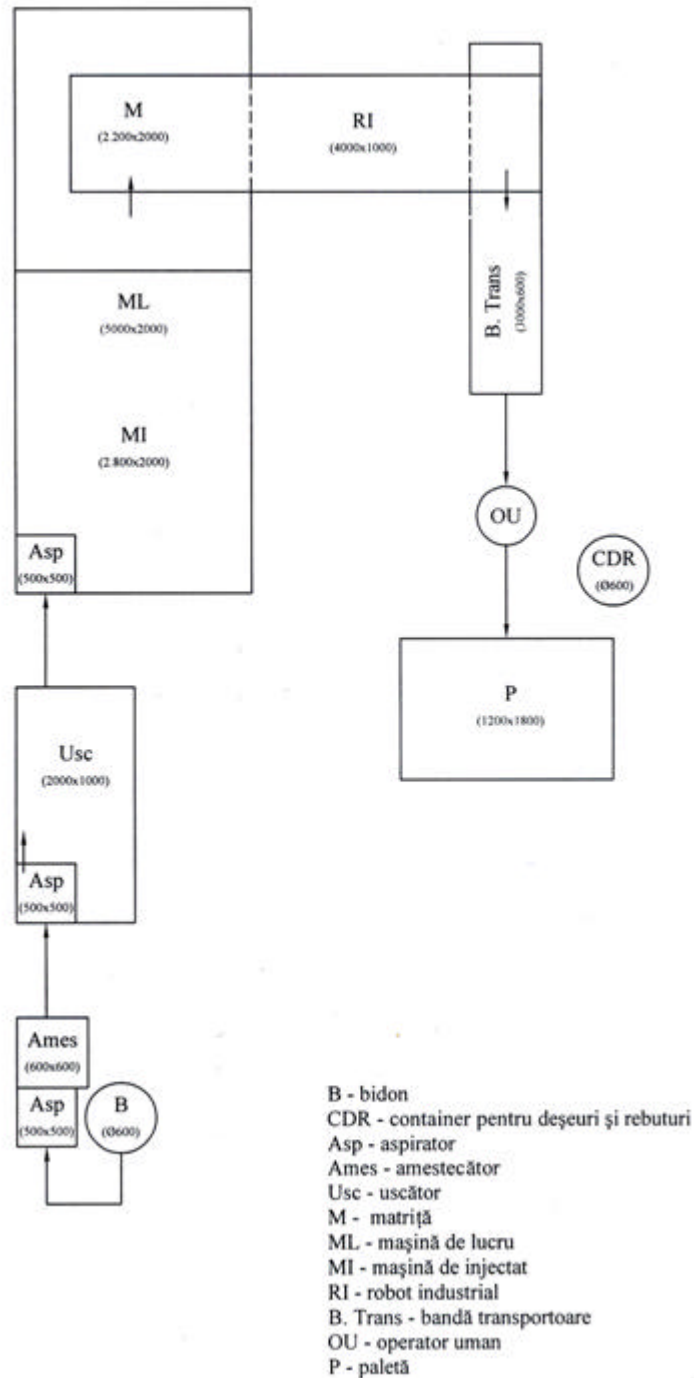 M
(2.200x2000)
RI
(4000x1000)
B. Trans
(3000x600)
ML
(5000x2000)
MI
(2.800x2000)
Asp
(500x500)
OU
CDR
(Ø600)
P
(1200x1800)
Usc
(2000x1000)
Asp
(500x500)
Ames
(600x600)
Asp
(500x500)
B
(Ø600)
B - bidon
CDR - container pentru deşeuri şi rebuturi
Asp - aspirator
Ames - amestecător
Usc - uscător
M - matriţă
ML - maşină de lucru
MI - maşină de injectat
RI - robot industrial
B. Trans - bandă transportoare
OU - operator uman
P - paletă